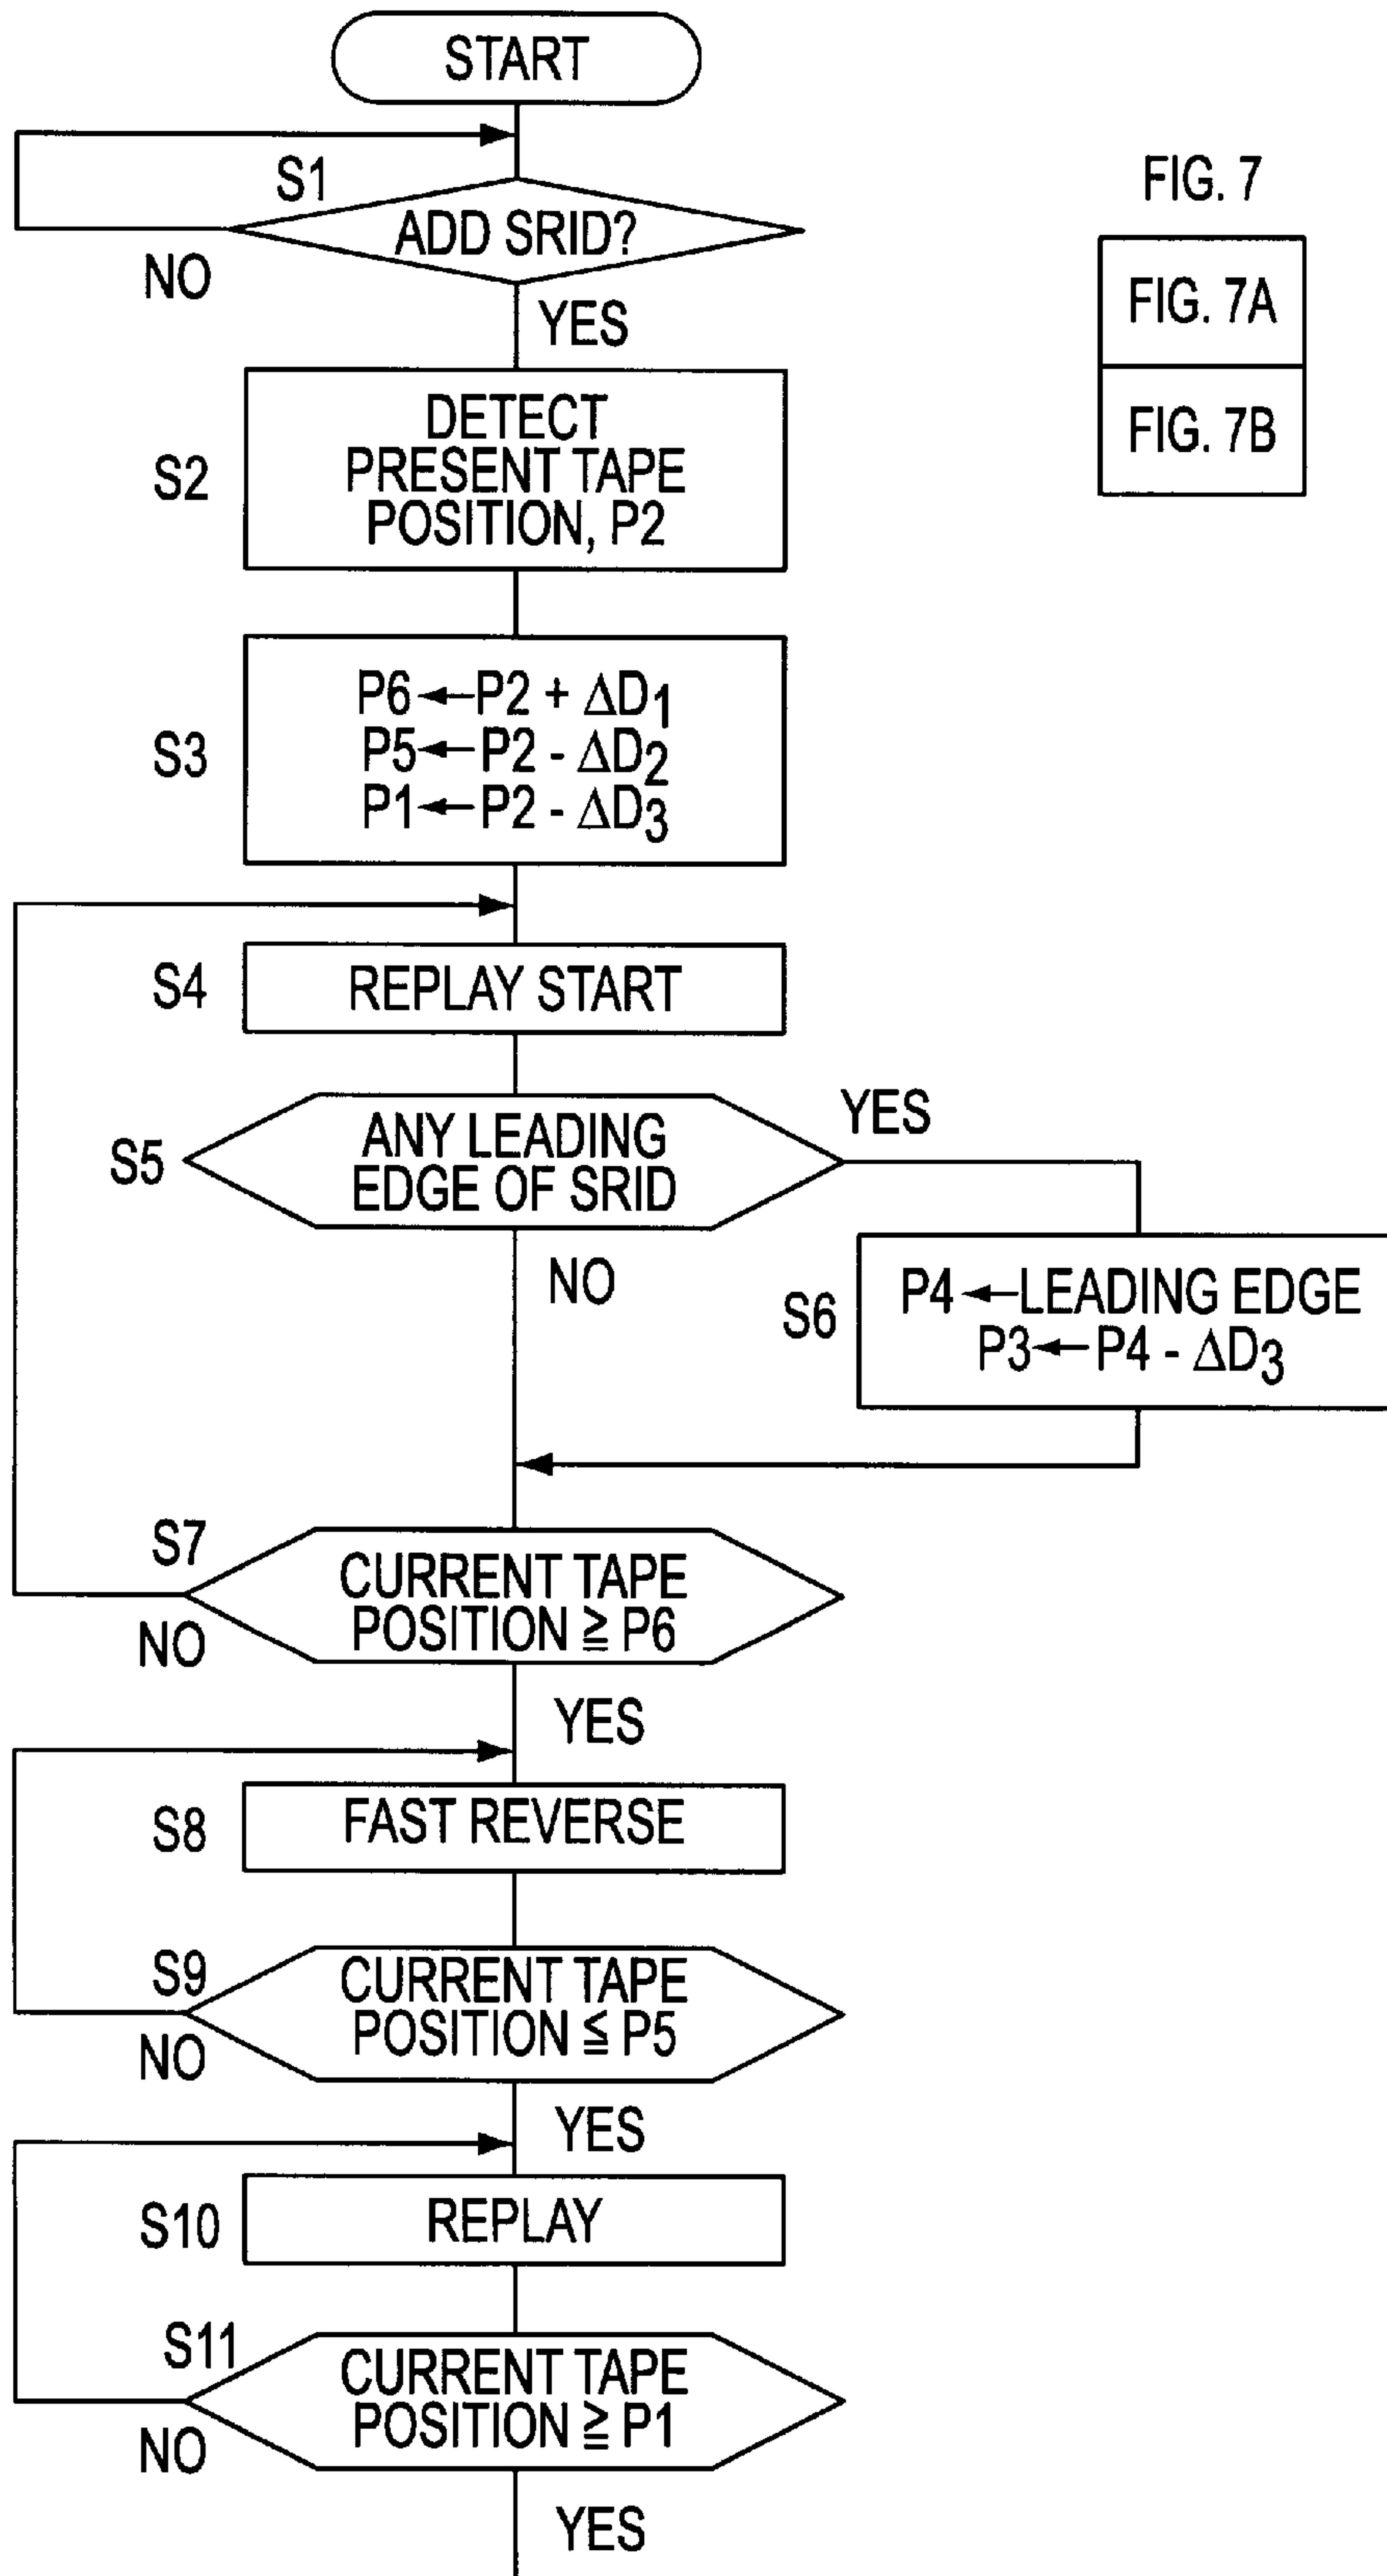 START
S1
ADD SRID?
NO
YES
FIG. 7
FIG. 7A
FIG. 7B
S2
DETECT
PRESENT TAPE
POSITION, P2
S3
P6←P2 + ΔD1
P5←P2 - ΔD2
P1←P2 - ΔD3
S4
REPLAY START
S5
ANY LEADING
EDGE OF SRID
YES
NO
S6
P4←LEADING EDGE
P3←P4 - ΔD3
S7
CURRENT TAPE
POSITION ≧ P6
NO
YES
S8
FAST REVERSE
S9
CURRENT TAPE
POSITION ≦ P5
NO
YES
S10
REPLAY
S11
CURRENT TAPE
POSITION ≧ P1
NO
YES